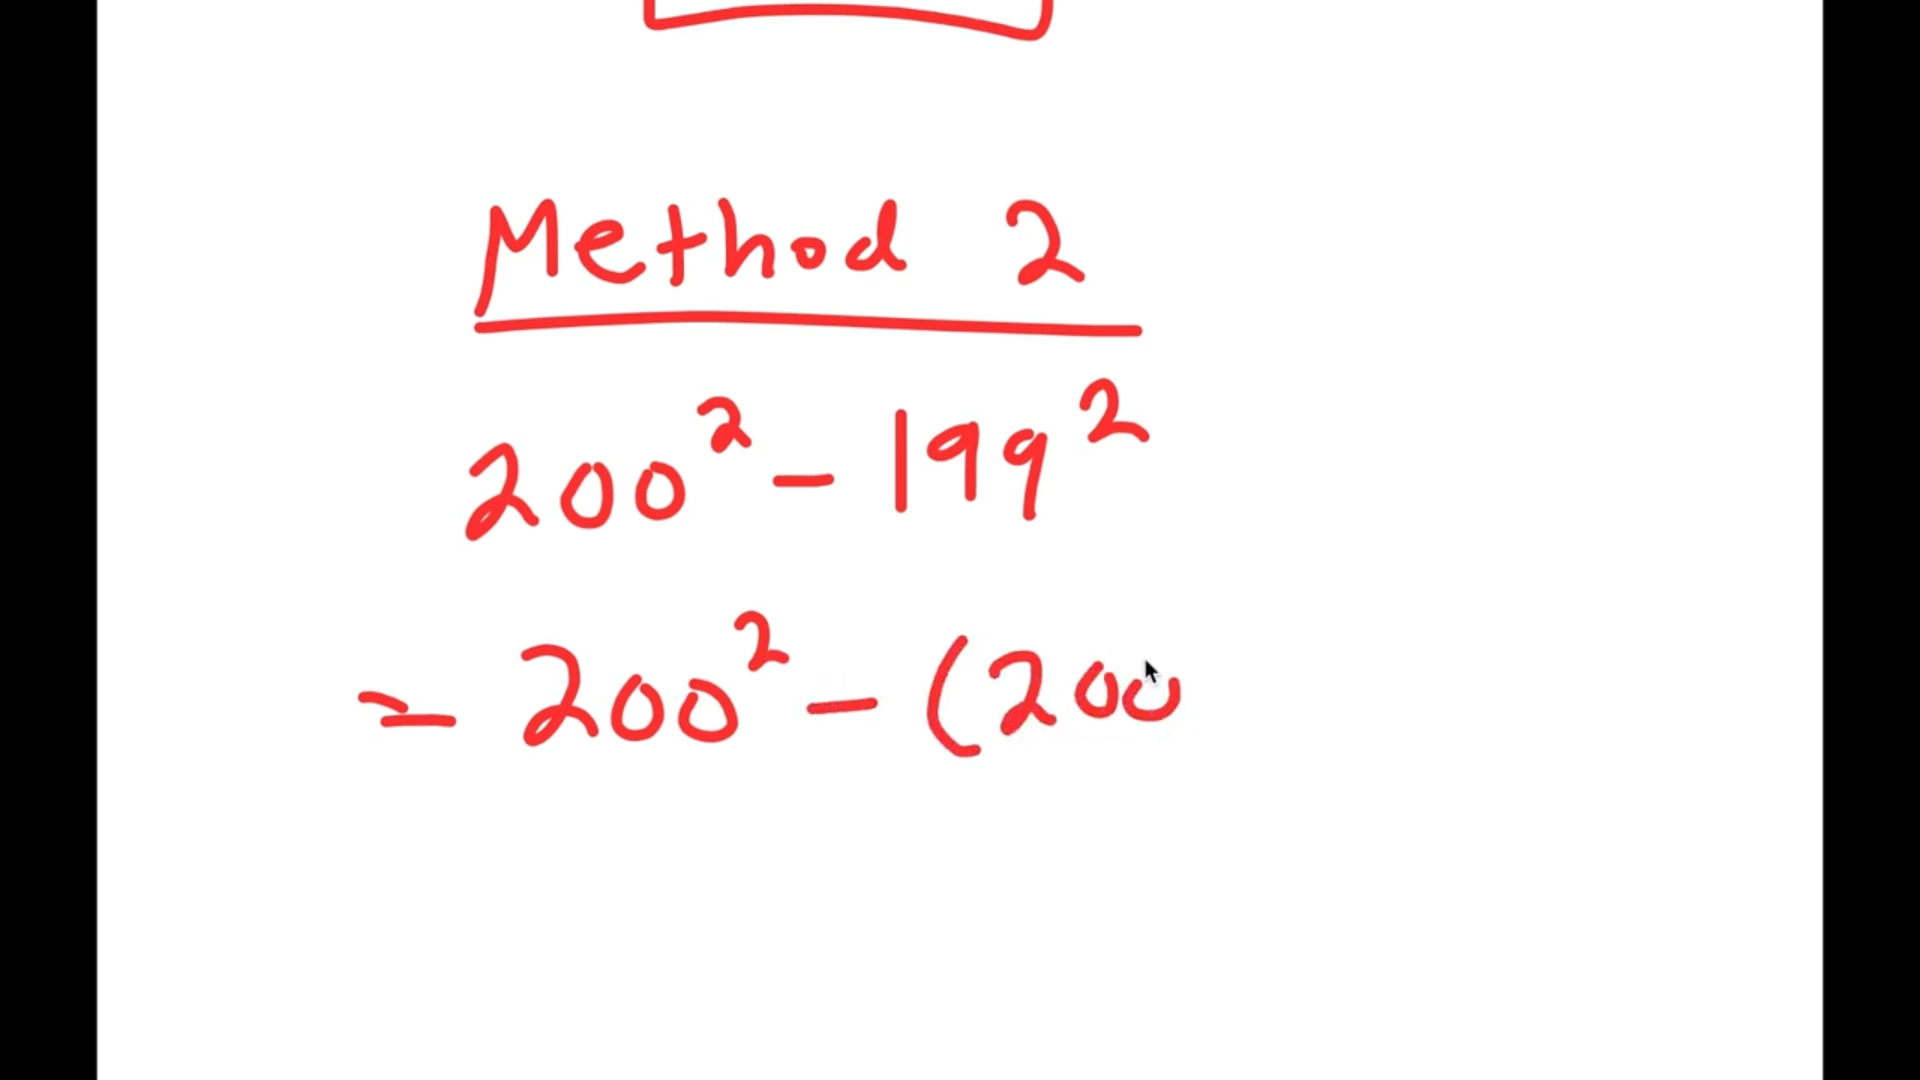 Method 2
200² - 199²
= 200² - (200